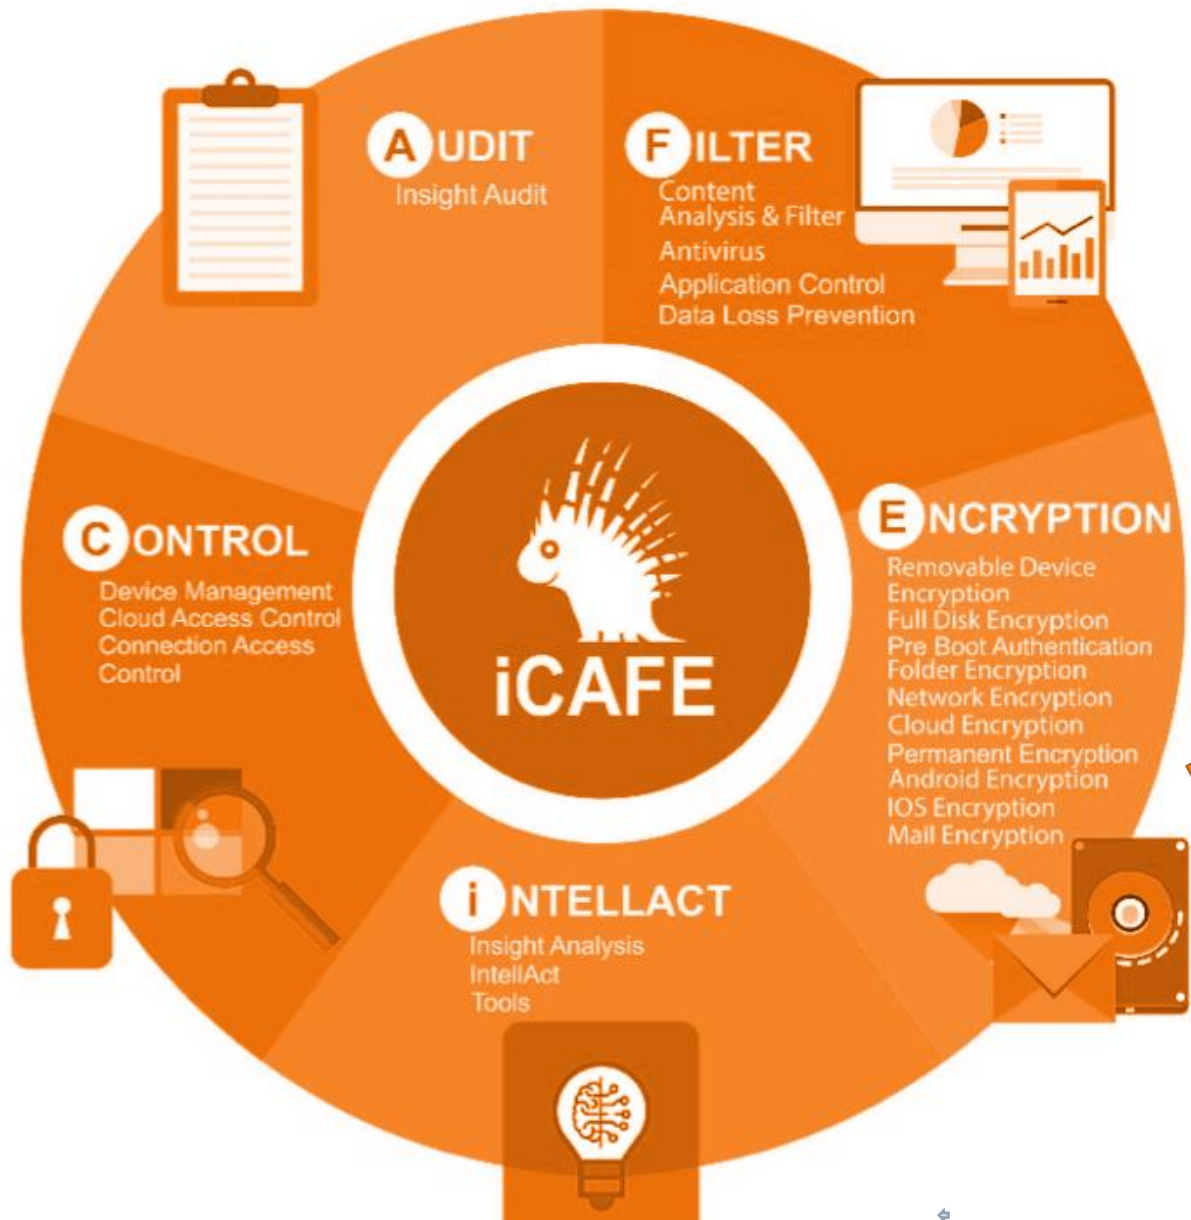 AUDIT
Insight Audit
FILTER
Content
Analysis & Filter
Antivirus
Application Control
Data Loss Prevention
ENCRYPTION
Removable Device
Encryption
Full Disk Encryption
Pre Boot Authentication
Folder Encryption
Network Encryption
Cloud Encryption
Permanent Encryption
Android Encryption
IOS Encryption
Mail Encryption
CONTROL
Device Management
Cloud Access Control
Connection Access
Control
iCAFE
iNTELLACT
Insight Analysis
IntellAct
Tools